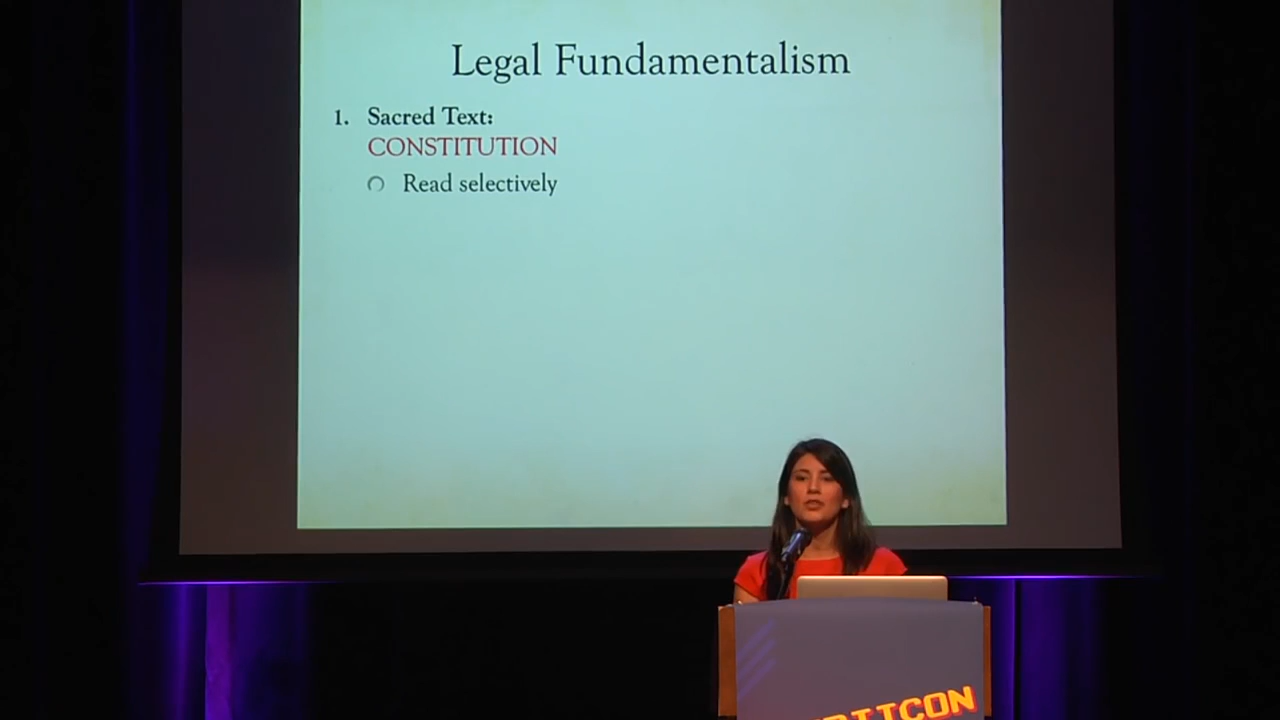 Legal Fundamentalism
1. Sacred Text:
CONSTITUTION
Read selectively